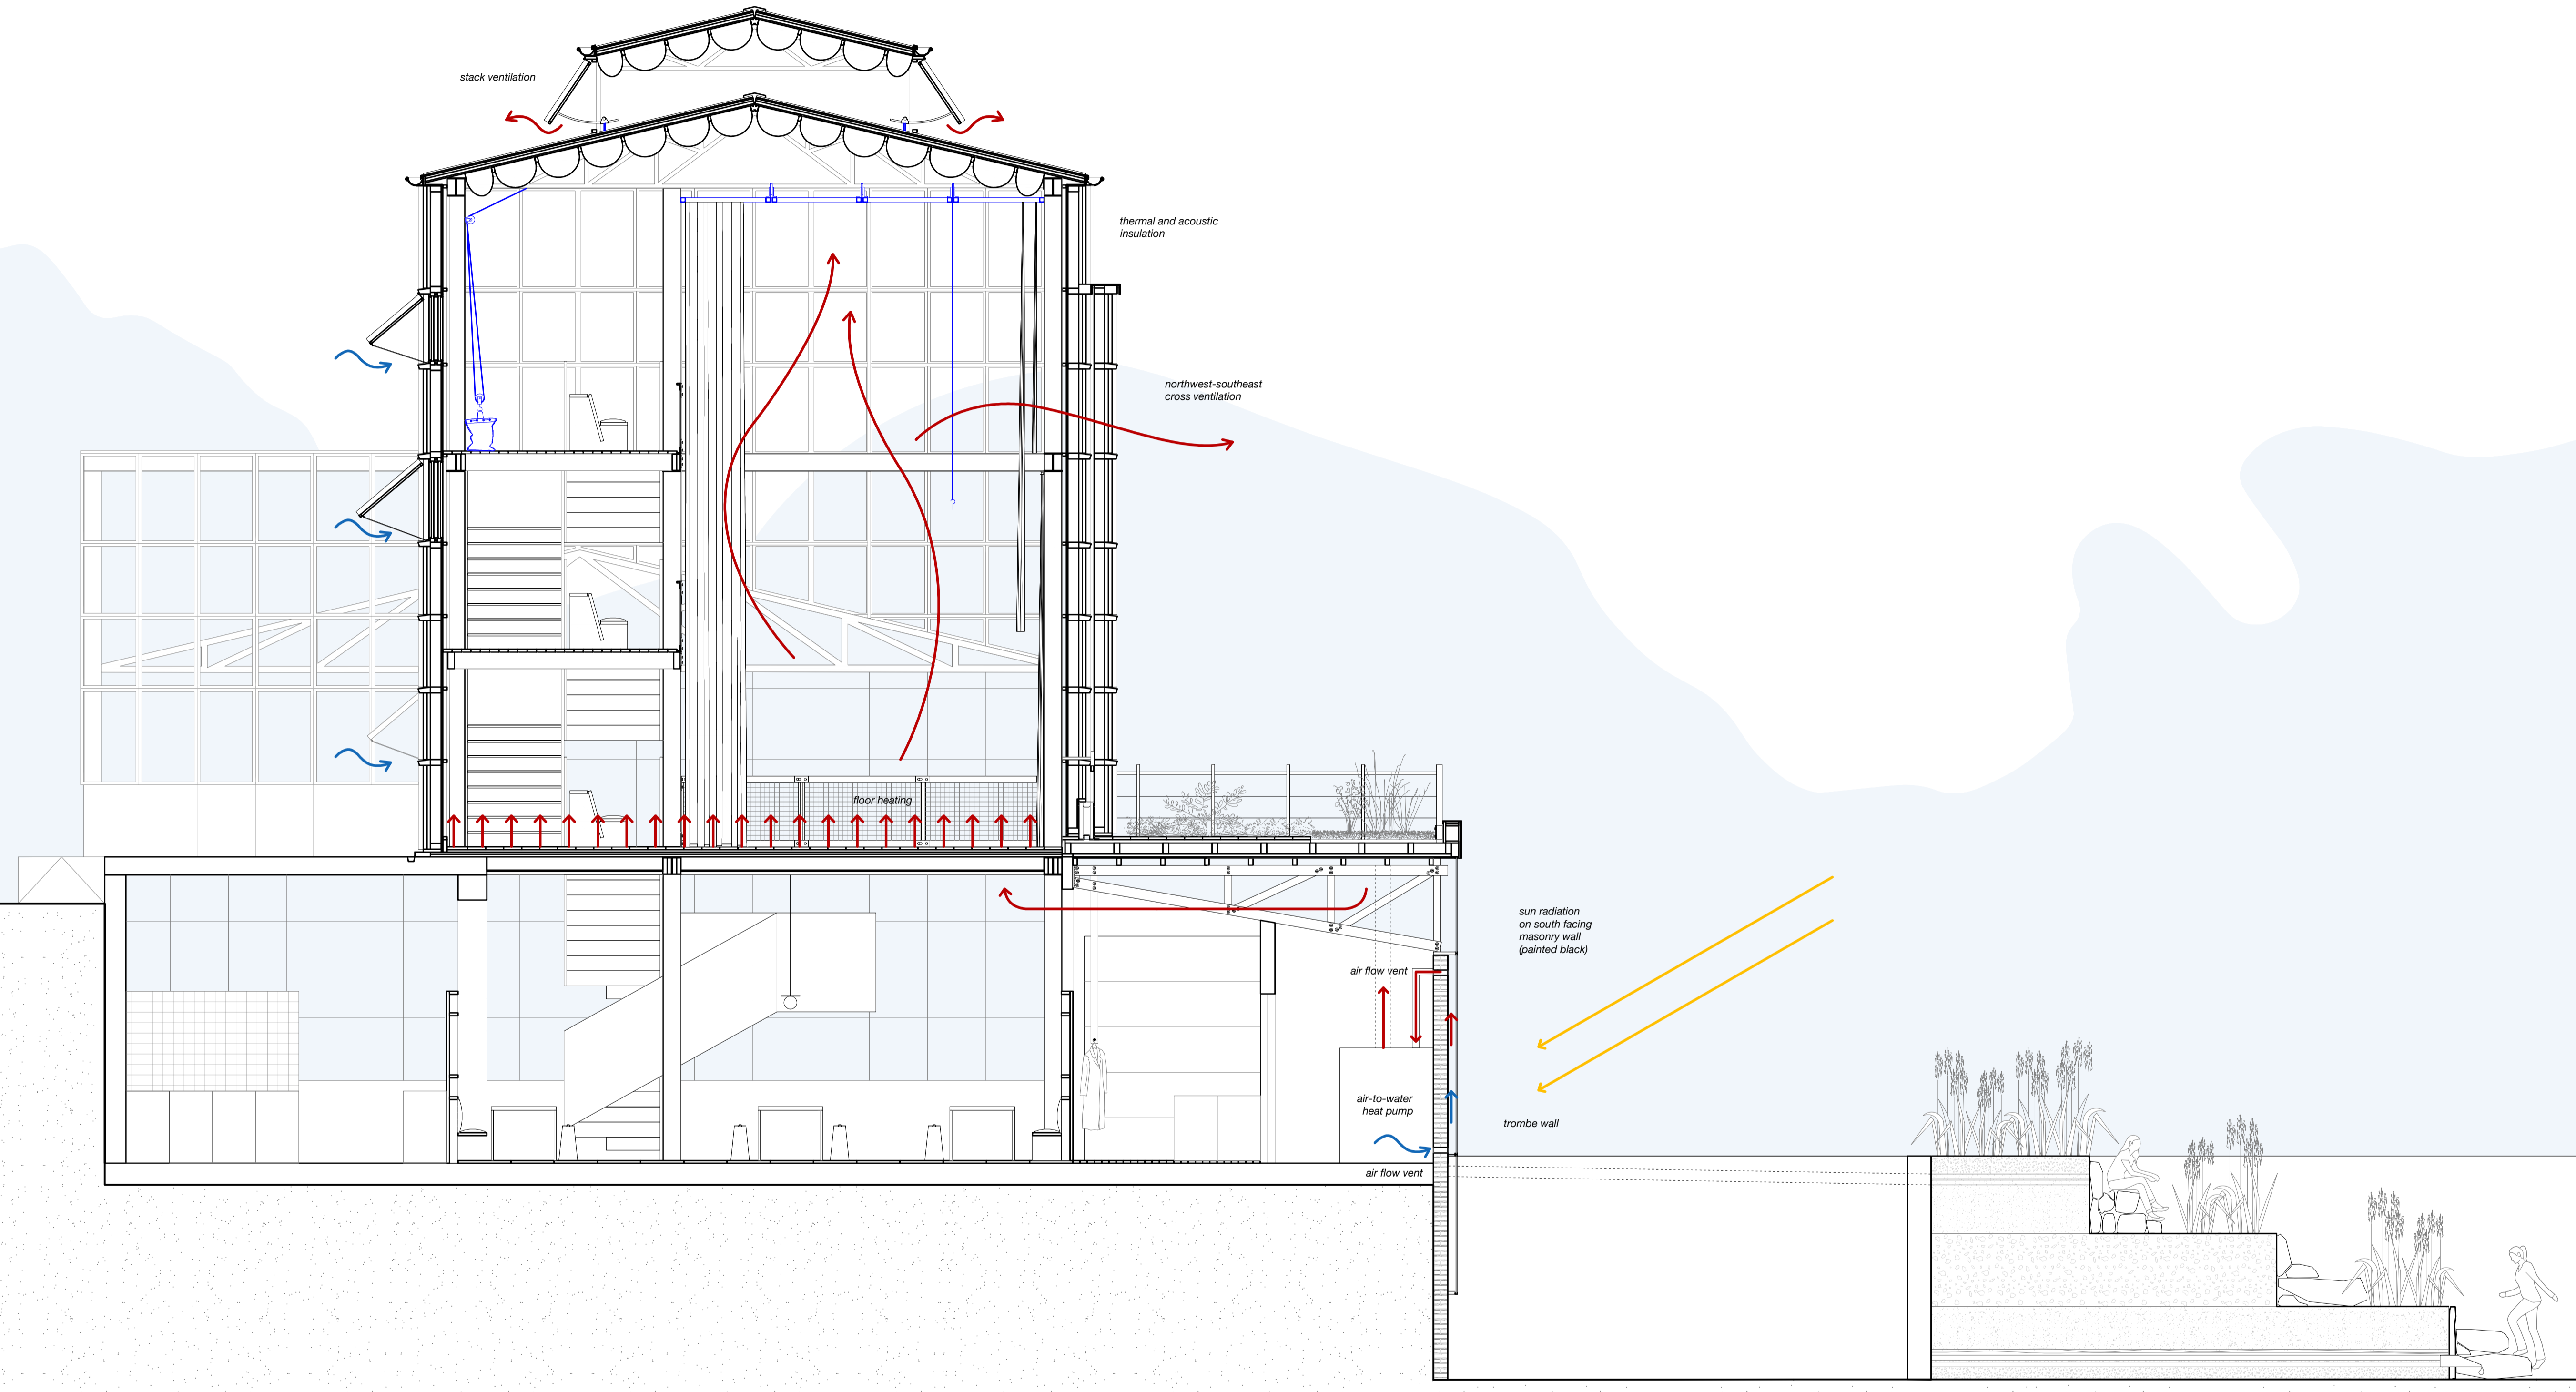 stack ventilation
thermal and acoustic
insulation
northwest-southeast
cross ventilation
floor heating
sun radiation
on south facing
masonry wall
(painted black)
air flow vent
air-to-water
heat pump
trombe wall
air flow vent